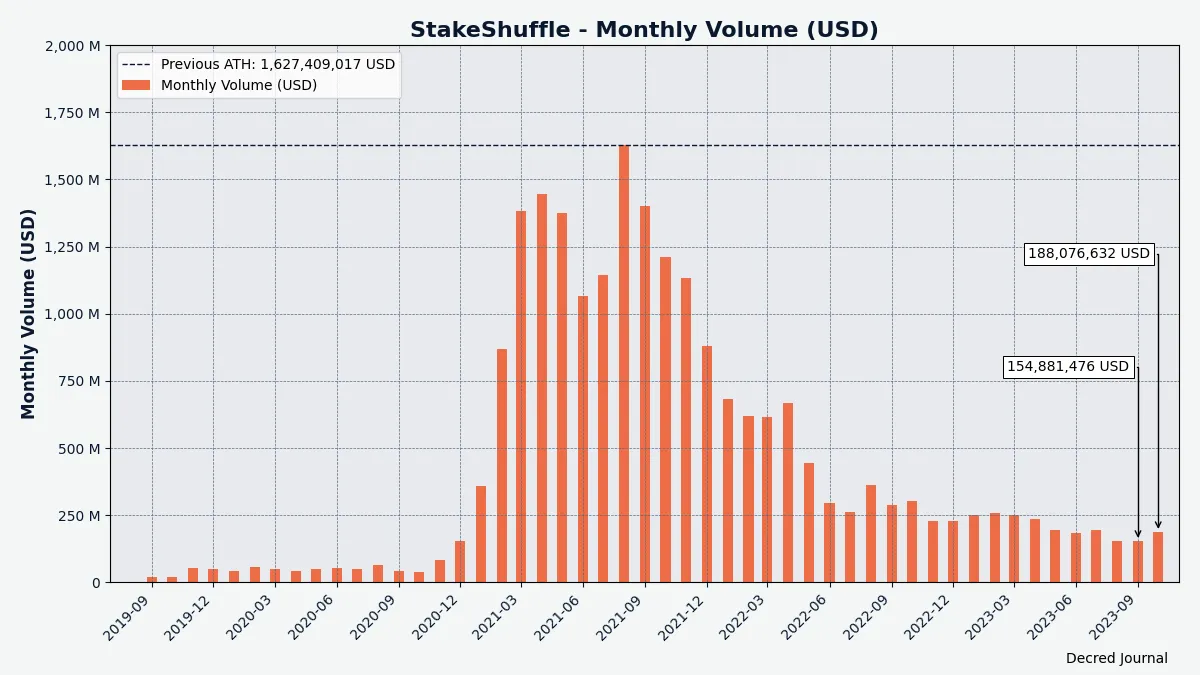 StakeShuffle - Monthly Volume (USD)
Previous ATH: 1,627,409,017 USD
Monthly Volume (USD)
Monthly Volume (USD)
2,000 M
1,750 M
1,500 M
1,250 M
1,000 M
750 M
500 M
250 M
0
188,076,632 USD
154,881,476 USD
2019-09
2019-12
2020-03
2020-06
2020-09
2020-12
2021-03
2021-06
2021-09
2021-12
2022-03
2022-06
2022-09
2022-12
2023-03
2023-06
2023-09
Decred Journal